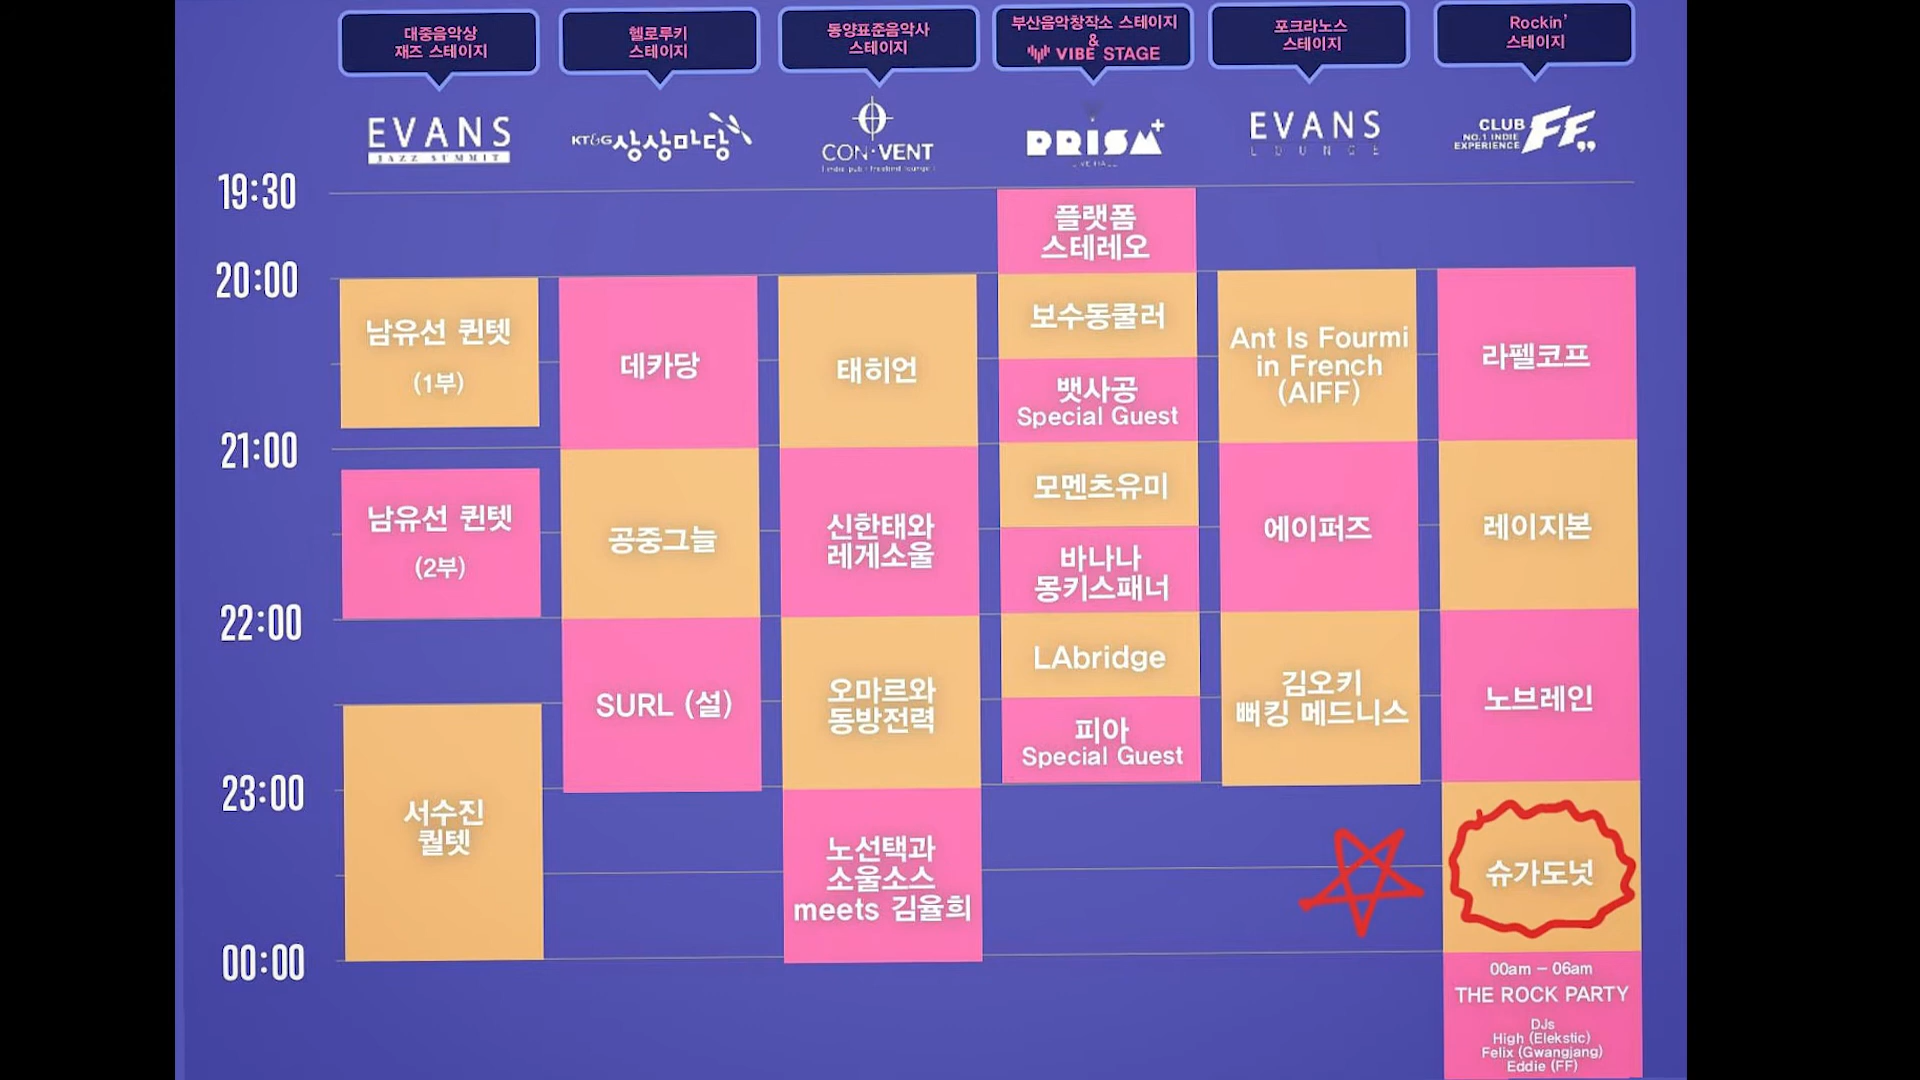 대중음악상
재즈 스테이지
헬로루키
스테이지
동양표준음악사
스테이지
부산음악창작소 스테이지
&
VIBE STAGE
포크라노스
스테이지
Rockin'
스테이지
EVANS
JAZZ SUMMIT
KT&G 상상마당
CON·VENT
PRISM+
EVANS
LOUNGE
CLUB
NO.1 INDIE
EXPERIENCE
FF
19:30
플랫폼
스테레오
20:00
남유선 퀸텟
(1부)
데카당
태히언
보수동쿨러
뱃사공
Special Guest
Ant Is Fourmi
in French
(AIFF)
라펠코프
21:00
남유선 퀸텟
(2부)
공중그늘
신한태와
레게소울
모멘츠유미
바나나
몽키스패너
에이퍼즈
레이지본
22:00
SURL (설)
오마르와
동방전력
LAbridge
피아
Special Guest
김오키
뻐킹 메드니스
노브레인
23:00
서수진
퀄텟
노선택과
소울소스
meets 김율희
슈가도넛
00:00
00am – 06am
THE ROCK PARTY
DJs
High (Elekstic)
Felix (Gwangjang)
Eddie (FF)